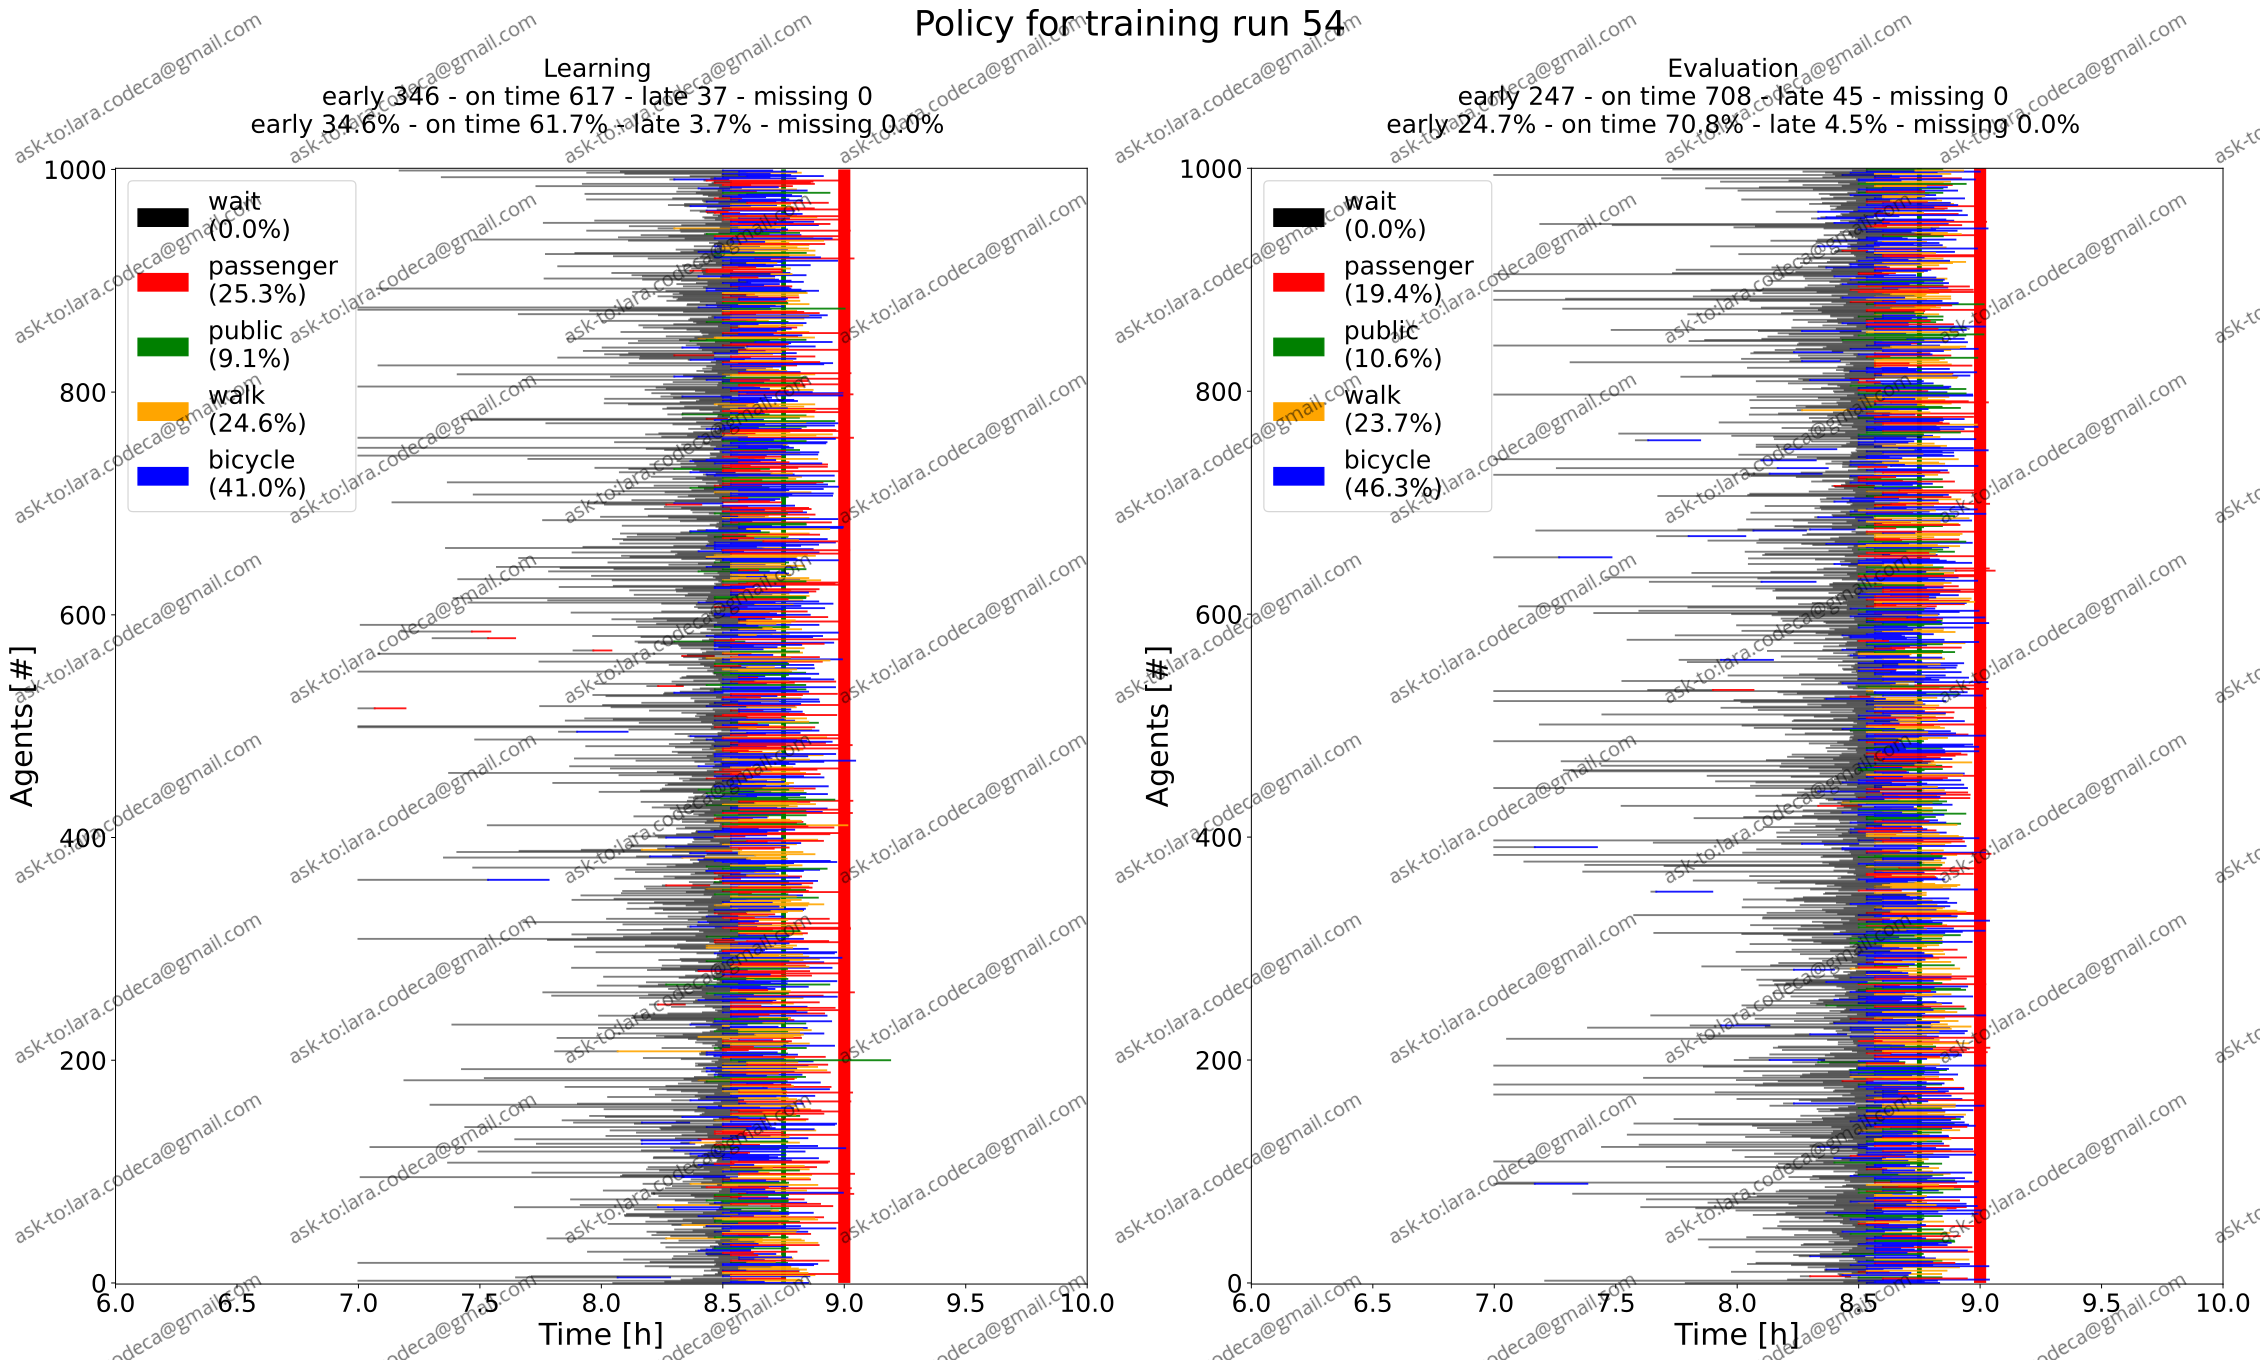 Policy for training run 54
Learning
early 346 - on time 617 - late 37 - missing 0
early 34.6% - on time 61.7% - late 3.7% - missing 0.0%
Agents [#]
1000
800
600
400
200
0
wait
(0.0%)
passenger
(25.3%)
public
(9.1%)
walk
(24.6%)
bicycle
(41.0%)
6.0 6.5 7.0 7.5 8.0 8.5 9.0 9.5 10.0
Time [h]
Evaluation
early 247 - on time 708 - late 45 - missing 0
early 24.7% - on time 70.8% - late 4.5% - missing 0.0%
Agents [#]
1000
800
600
400
200
0
wait
(0.0%)
passenger
(19.4%)
public
(10.6%)
walk
(23.7%)
bicycle
(46.3%)
6.0 6.5 7.0 7.5 8.0 8.5 9.0 9.5 10.0
Time [h]
ask-to:lara.codeca@gmail.com